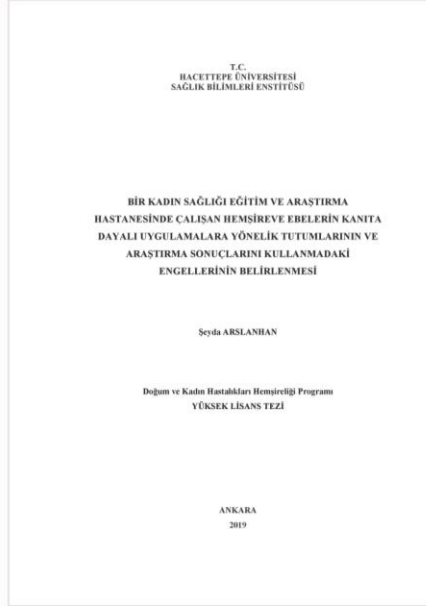 T.C.
HACETTEPE ÜNİVERSİTESİ
SAĞLIK BİLİMLERİ ENSTİTÜSÜ
BİR KADIN SAĞLIĞI EĞİTİM VE ARAŞTIRMA
HASTANESİNDE ÇALIŞAN HEMŞİREVE EBELERİN KANITA
DAYALI UYGULAMALARA YÖNELİK TUTUMLARININ VE
ARAŞTIRMA SONUÇLARINI KULLANMADAKİ
ENGELLERİNİN BELİRLENMESİ
Şeyda ARSLANHAN
Doğum ve Kadın Hastalıkları Hemşireliği Programı
YÜKSEK LİSANS TEZİ
ANKARA
2019